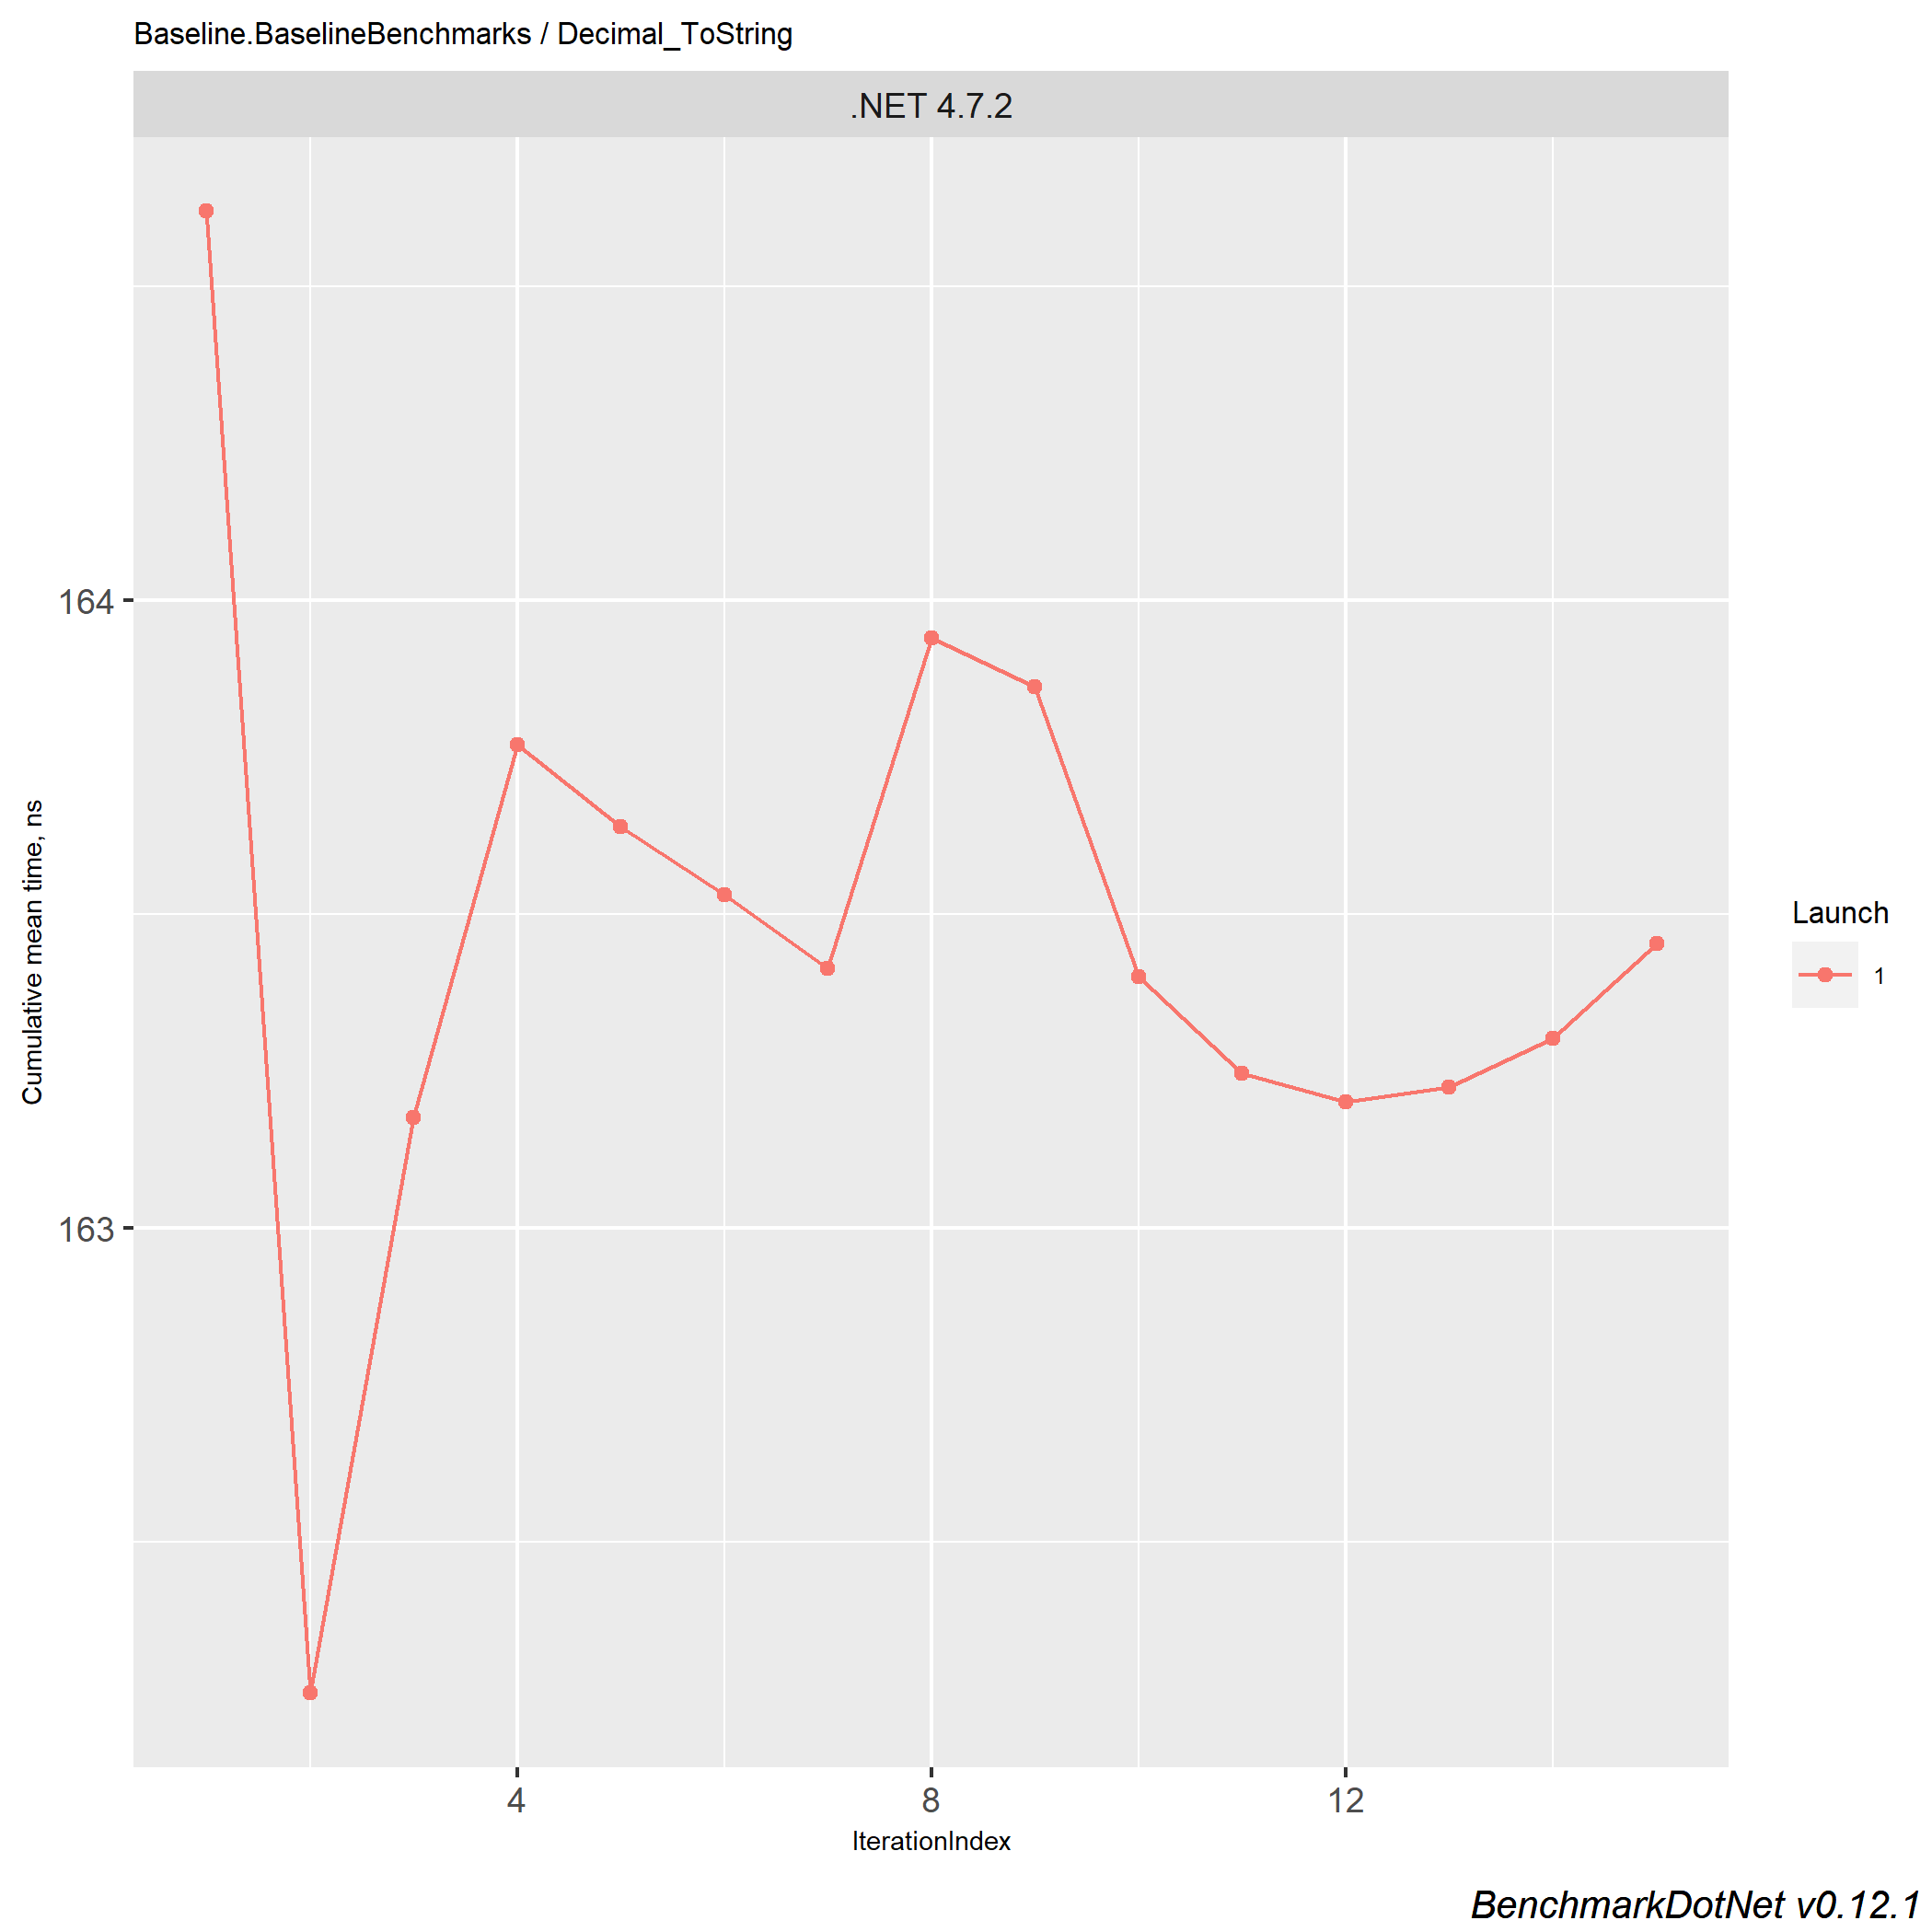 Baseline.BaselineBenchmarks / Decimal_ToString
.NET 4.7.2
164
163
Cumulative mean time, ns
4
8
12
IterationIndex
Launch
1
BenchmarkDotNet v0.12.1